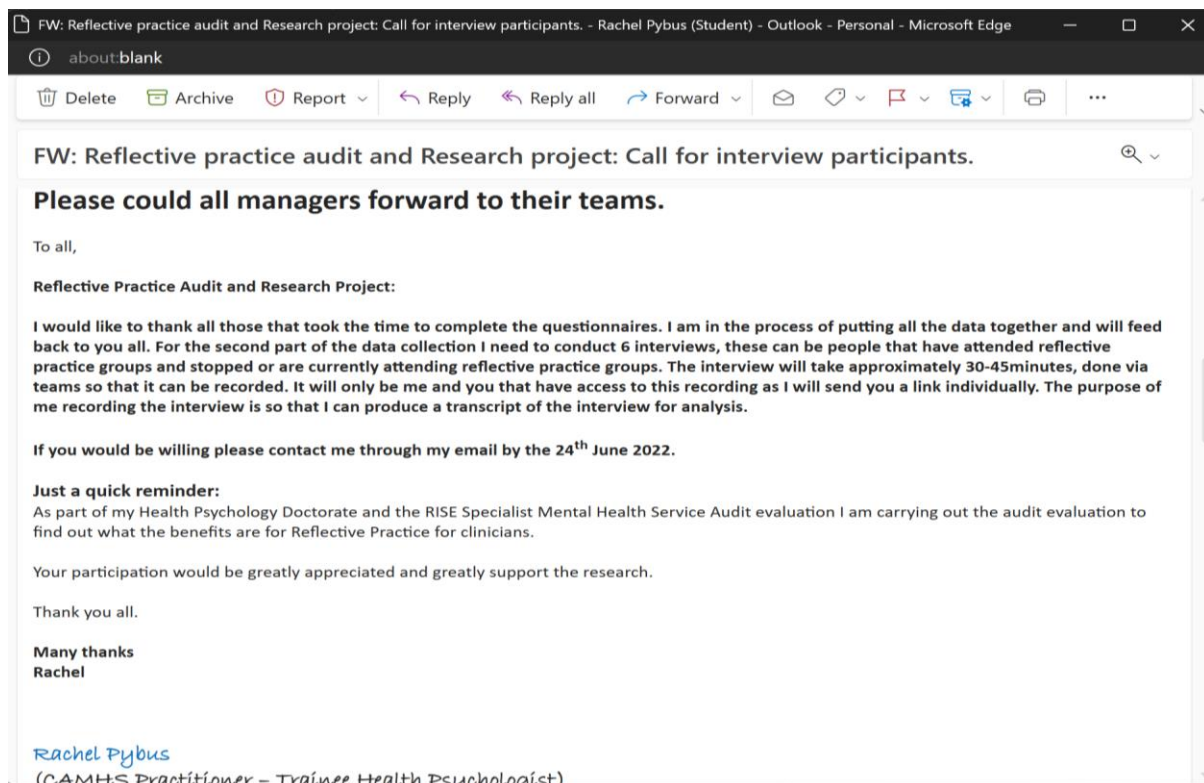 FW: Reflective practice audit and Research project: Call for interview participants. - Rachel Pybus (Student) - Outlook - Personal - Microsoft Edge
about:blank
Delete Archive Report Reply Reply all Forward
FW: Reflective practice audit and Research project: Call for interview participants.
Please could all managers forward to their teams.
To all,
Reflective Practice Audit and Research Project:
I would like to thank all those that took the time to complete the questionnaires. I am in the process of putting all the data together and will feed
back to you all. For the second part of the data collection I need to conduct 6 interviews, these can be people that have attended reflective
practice groups and stopped or are currently attending reflective practice groups. The interview will take approximately 30-45minutes, done via
teams so that it can be recorded. It will only be me and you that have access to this recording as I will send you a link individually. The purpose of
me recording the interview is so that I can produce a transcript of the interview for analysis.
If you would be willing please contact me through my email by the 24th June 2022.
Just a quick reminder:
As part of my Health Psychology Doctorate and the RISE Specialist Mental Health Service Audit evaluation I am carrying out the audit evaluation to
find out what the benefits are for Reflective Practice for clinicians.
Your participation would be greatly appreciated and greatly support the research.
Thank you all.
Many thanks
Rachel
Rachel Pybus
(CAMHS Practitioner – Trainee Health Psychologist)